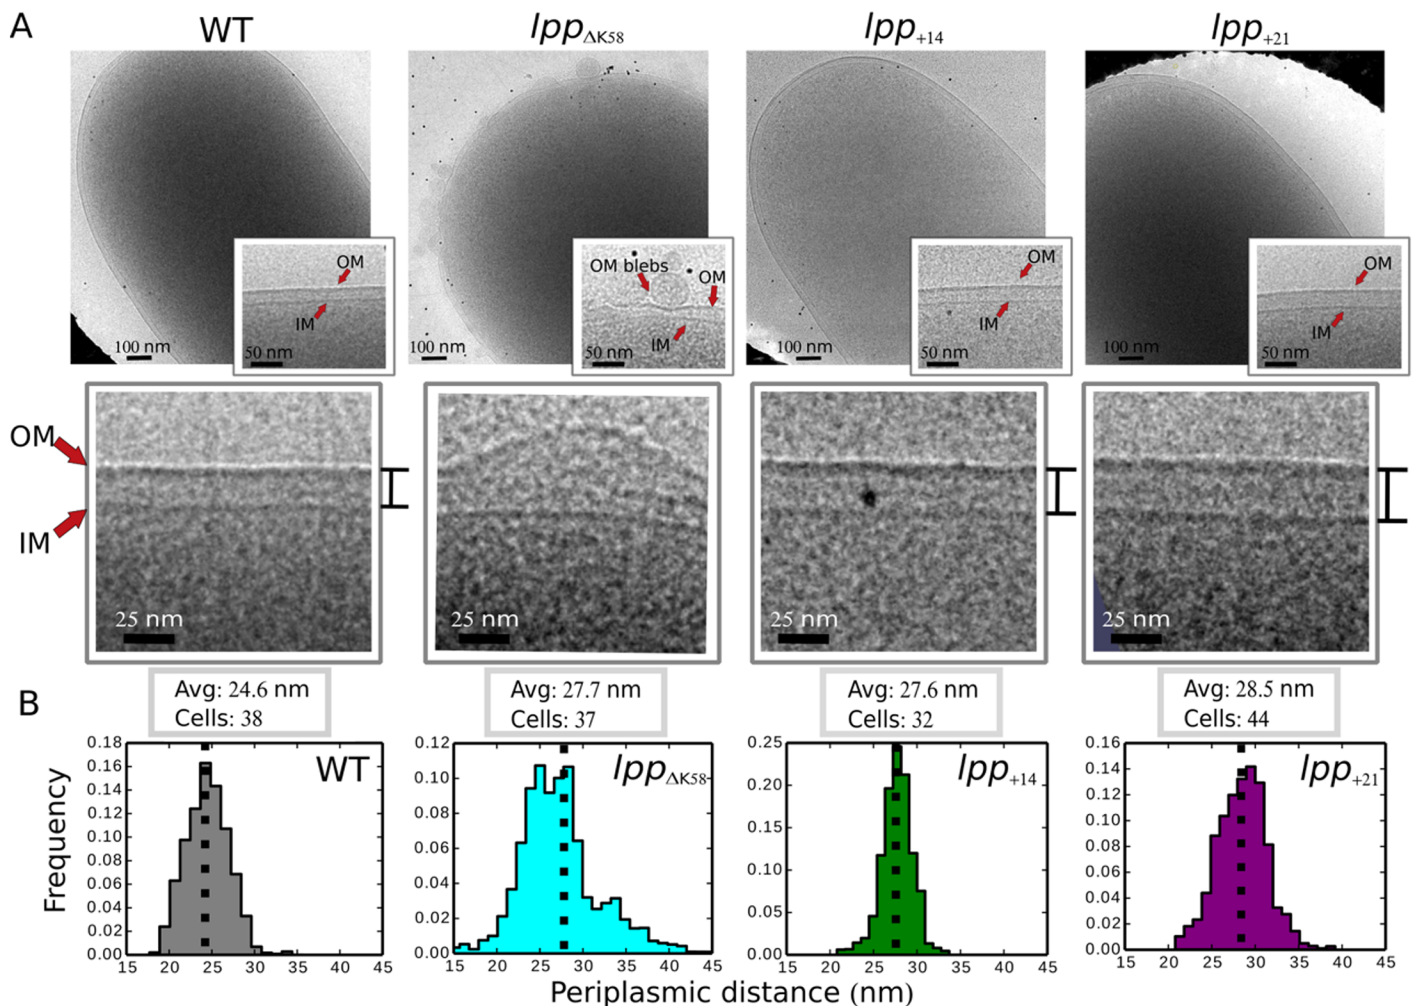 A
WT
lppΔK58
lpp+14
lpp+21
OM
IM
100 nm
50 nm
OM blebs
OM
IM
100 nm
50 nm
OM
IM
100 nm
50 nm
OM
IM
100 nm
50 nm
OM
IM
25 nm
25 nm
25 nm
25 nm
B
Avg: 24.6 nm
Cells: 38
Avg: 27.7 nm
Cells: 37
Avg: 27.6 nm
Cells: 32
Avg: 28.5 nm
Cells: 44
Frequency
WT
0.18
0.16
0.14
0.12
0.10
0.08
0.06
0.04
0.02
0.00
15 20 25 30 35 40 45
lppΔK58
0.12
0.10
0.08
0.06
0.04
0.02
0.00
15 20 25 30 35 40 45
lpp+14
0.25
0.20
0.15
0.10
0.05
0.00
15 20 25 30 35 40 45
lpp+21
0.16
0.14
0.12
0.10
0.08
0.06
0.04
0.02
0.00
15 20 25 30 35 40 45
Periplasmic distance (nm)